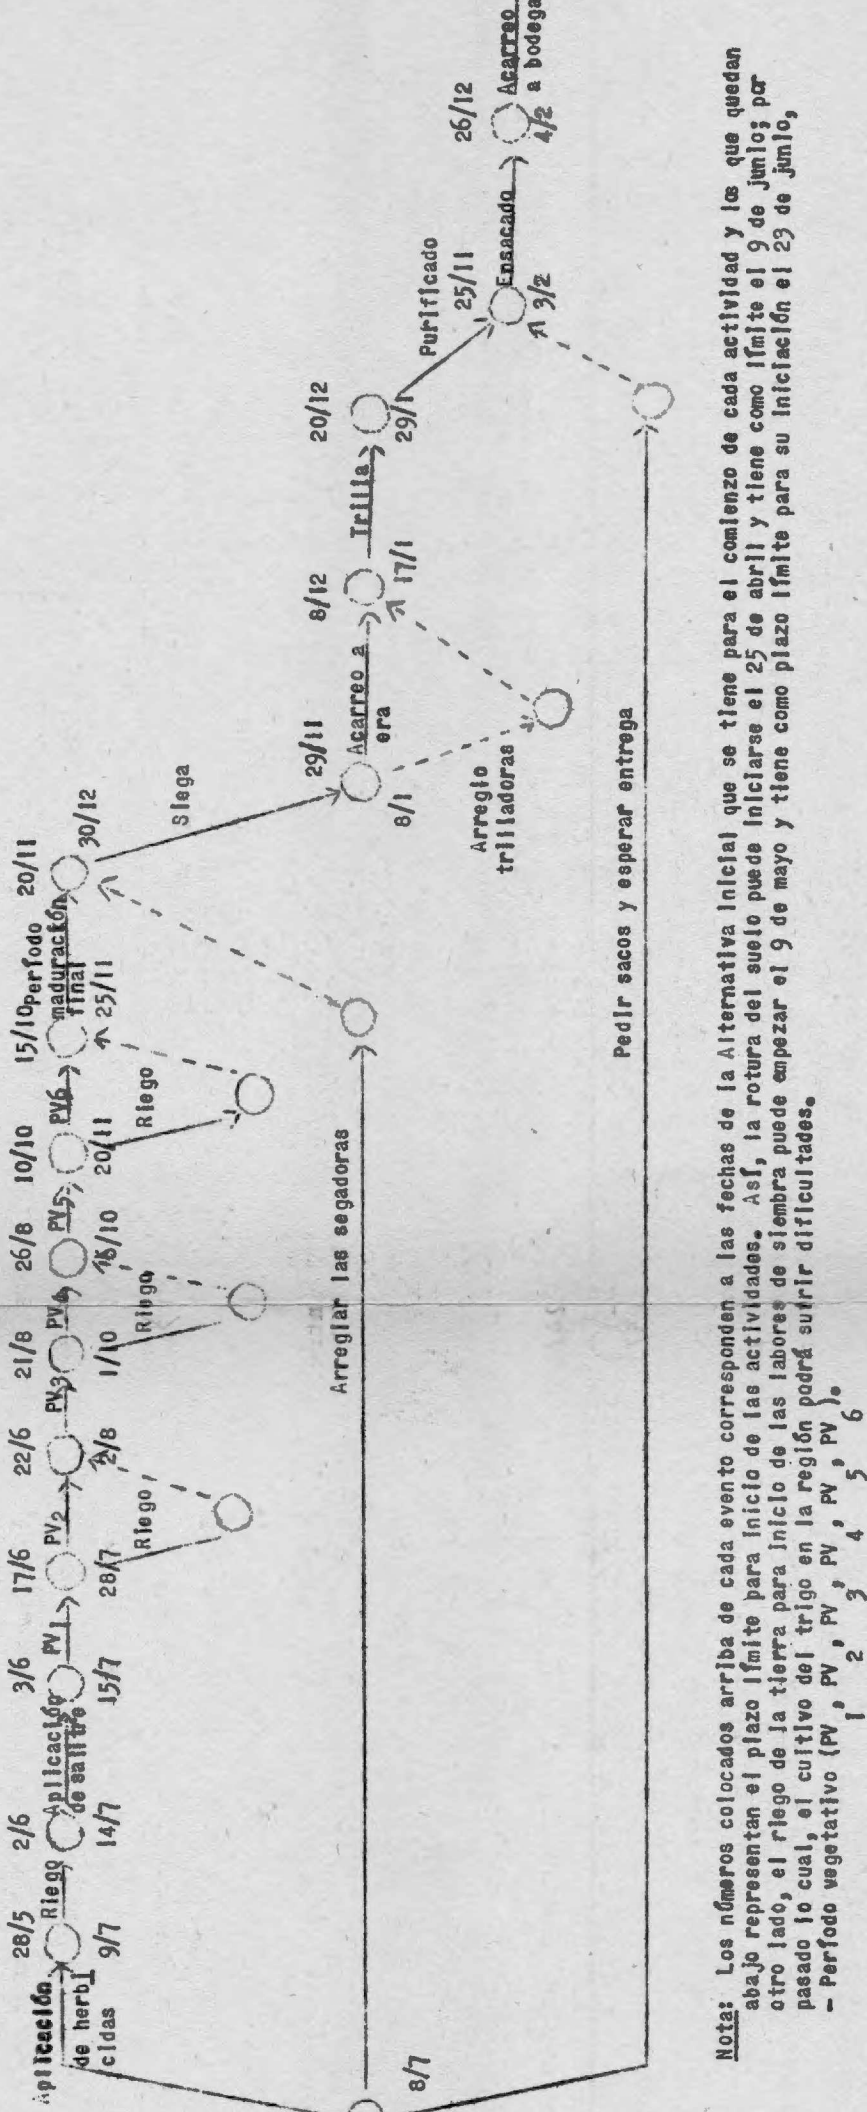 28/5
2/6
3/6
17/6
22/6
21/8
26/8
10/10
15/10
20/11
Aplicación
de herbi
cidas
Riego
Aplicación
de salitre
PV1
PV2
PV3
PV4
PV5
PV6
Período
maduración
final
9/7
14/7
15/7
28/7
2/8
1/10
20/11
25/11
30/12
Riego
Riego
Riego
Siega
8/7
Arreglar las segadoras
29/11
8/12
20/12
Acarreo a
era
Trilla
8/1
17/1
29/1
Arreglo
trilladoras
Purificado
25/11
26/12
Ensacado
Acarreo
a bodega
3/2
4/2
Pedir sacos y esperar entrega
Nota: Los números colocados arriba de cada evento corresponden a las fechas de la Alternativa Inicial que se tiene para el comienzo de cada actividad y los que quedan
abajo representan el plazo límite para inicio de las actividades. Así, la rotura del suelo puede iniciarse el 25 de abril y tiene como límite el 9 de junio; por
otro lado, el riego de la tierra para inicio de las labores de siembra puede empezar el 9 de mayo y tiene como plazo límite para su iniciación el 23 de junio,
pasado lo cual, el cultivo del trigo en la región podrá sufrir dificultades.
- Período vegetativo (PV1, PV2, PV3, PV4, PV5, PV6).